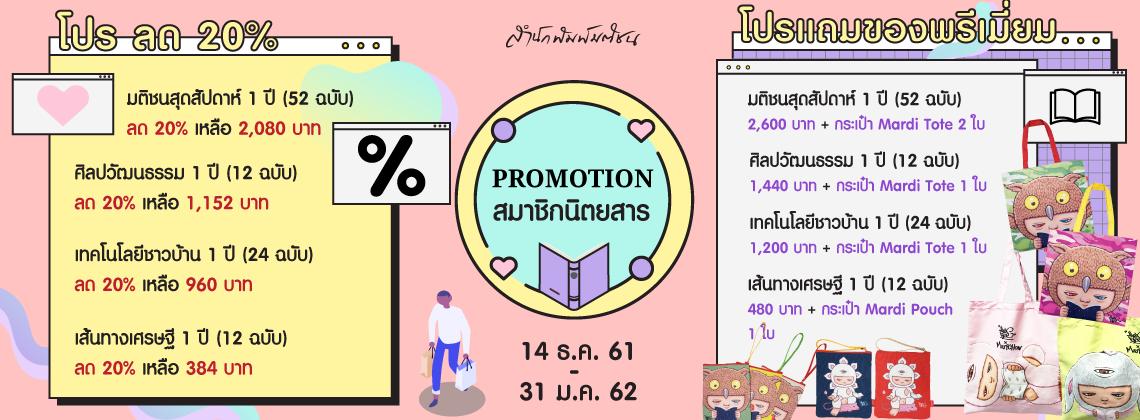 โปร ลด 20%
มติชนสุดสัปดาห์ 1 ปี (52 ฉบับ)
ลด 20% เหลือ 2,080 บาท
%
ศิลปวัฒนธรรม 1 ปี (12 ฉบับ)
ลด 20% เหลือ 1,152 บาท
เทคโนโลยีชาวบ้าน 1 ปี (24 ฉบับ)
ลด 20% เหลือ 960 บาท
เส้นทางเศรษฐี 1 ปี (12 ฉบับ)
ลด 20% เหลือ 384 บาท
สำนักพิมพ์มติชน
PROMOTION
สมาชิกนิตยสาร
14 ธ.ค. 61
-
31 ม.ค. 62
โปรแถมของพรีเมี่ยม
มติชนสุดสัปดาห์ 1 ปี (52 ฉบับ)
2,600 บาท + กระเป๋า Mardi Tote 2 ใบ
ศิลปวัฒนธรรม 1 ปี (12 ฉบับ)
1,440 บาท + กระเป๋า Mardi Tote 1 ใบ
เทคโนโลยีชาวบ้าน 1 ปี (24 ฉบับ)
1,200 บาท + กระเป๋า Mardi Tote 1 ใบ
เส้นทางเศรษฐี 1 ปี (12 ฉบับ)
480 บาท + กระเป๋า Mardi Pouch
1 ใบ